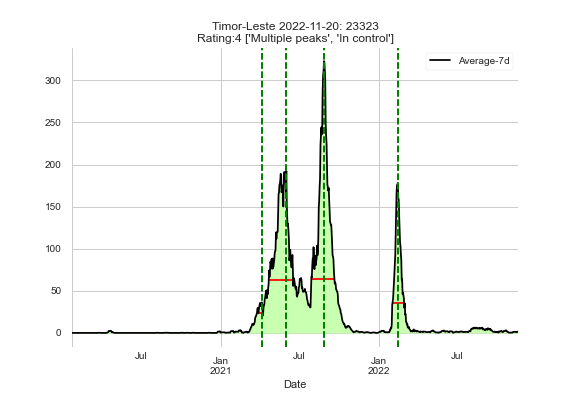 Timor-Leste 2022-11-20: 23323
Rating:4 ['Multiple peaks', 'In control']
Average-7d
300
250
200
150
100
50
0
Jul
Jan
2021
Jul
Jan
2022
Jul
Date